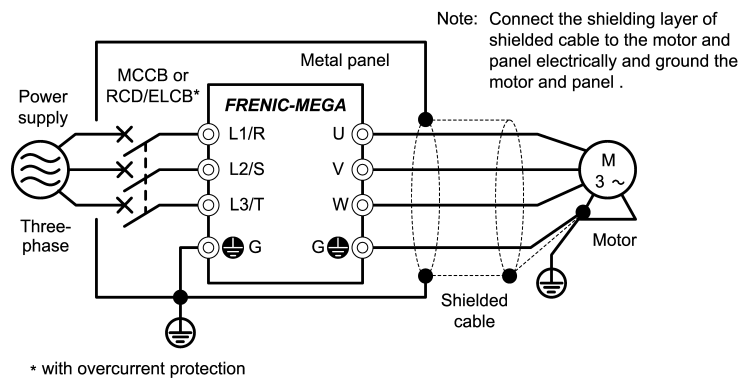 Note: Connect the shielding layer of
shielded cable to the motor and
panel electrically and ground the
motor and panel .
Metal panel
MCCB or
RCD/ELCB*
Power
supply
FRENIC-MEGA
L1/R
U
L2/S
V
L3/T
W
G
G
M
3 ~
Three-
phase
Motor
Shielded
cable
* with overcurrent protection